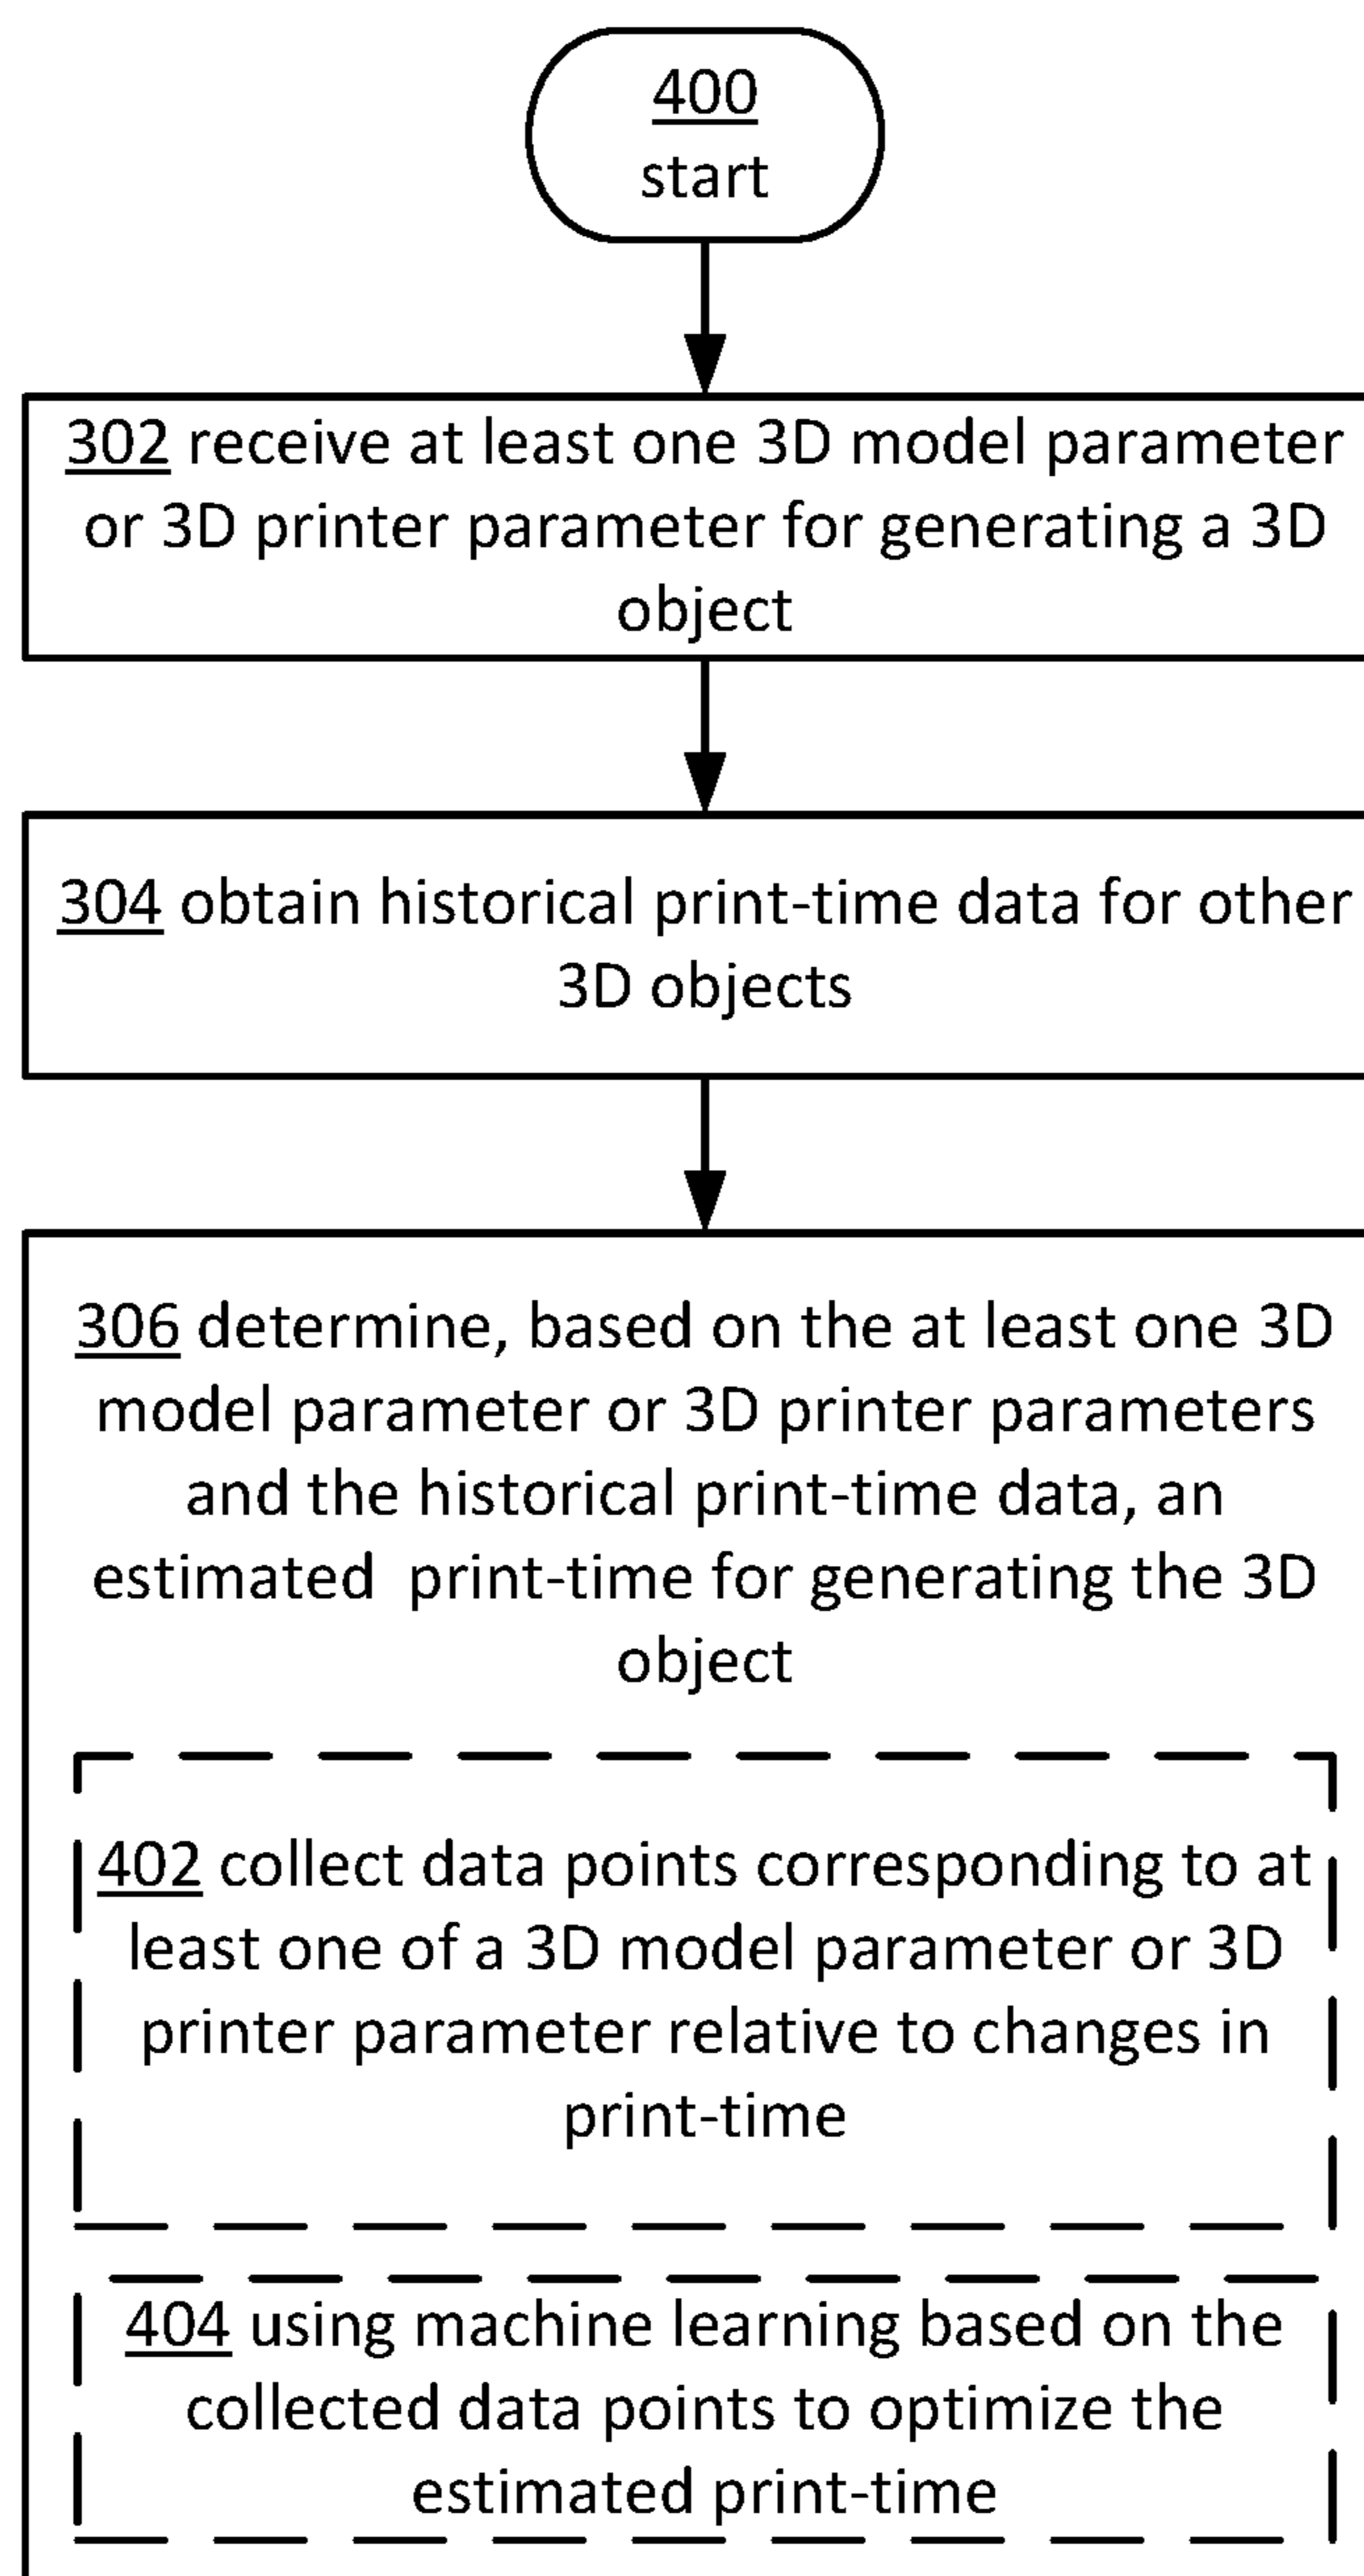 400
start
302 receive at least one 3D model parameter
or 3D printer parameter for generating a 3D
object
304 obtain historical print-time data for other
3D objects
306 determine, based on the at least one 3D
model parameter or 3D printer parameters
and the historical print-time data, an
estimated print-time for generating the 3D
object
402 collect data points corresponding to at
least one of a 3D model parameter or 3D
printer parameter relative to changes in
print-time
404 using machine learning based on the
collected data points to optimize the
estimated print-time